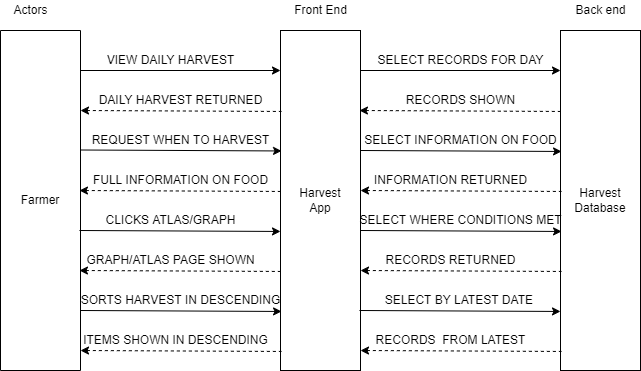 Actors
Front End
Back end
VIEW DAILY HARVEST
SELECT RECORDS FOR DAY
DAILY HARVEST RETURNED
RECORDS SHOWN
REQUEST WHEN TO HARVEST
SELECT INFORMATION ON FOOD
FULL INFORMATION ON FOOD
INFORMATION RETURNED
Farmer
Harvest
App
Harvest
Database
CLICKS ATLAS/GRAPH
SELECT WHERE CONDITIONS MET
GRAPH/ATLAS PAGE SHOWN
RECORDS RETURNED
SORTS HARVEST IN DESCENDING
SELECT BY LATEST DATE
ITEMS SHOWN IN DESCENDING
RECORDS FROM LATEST